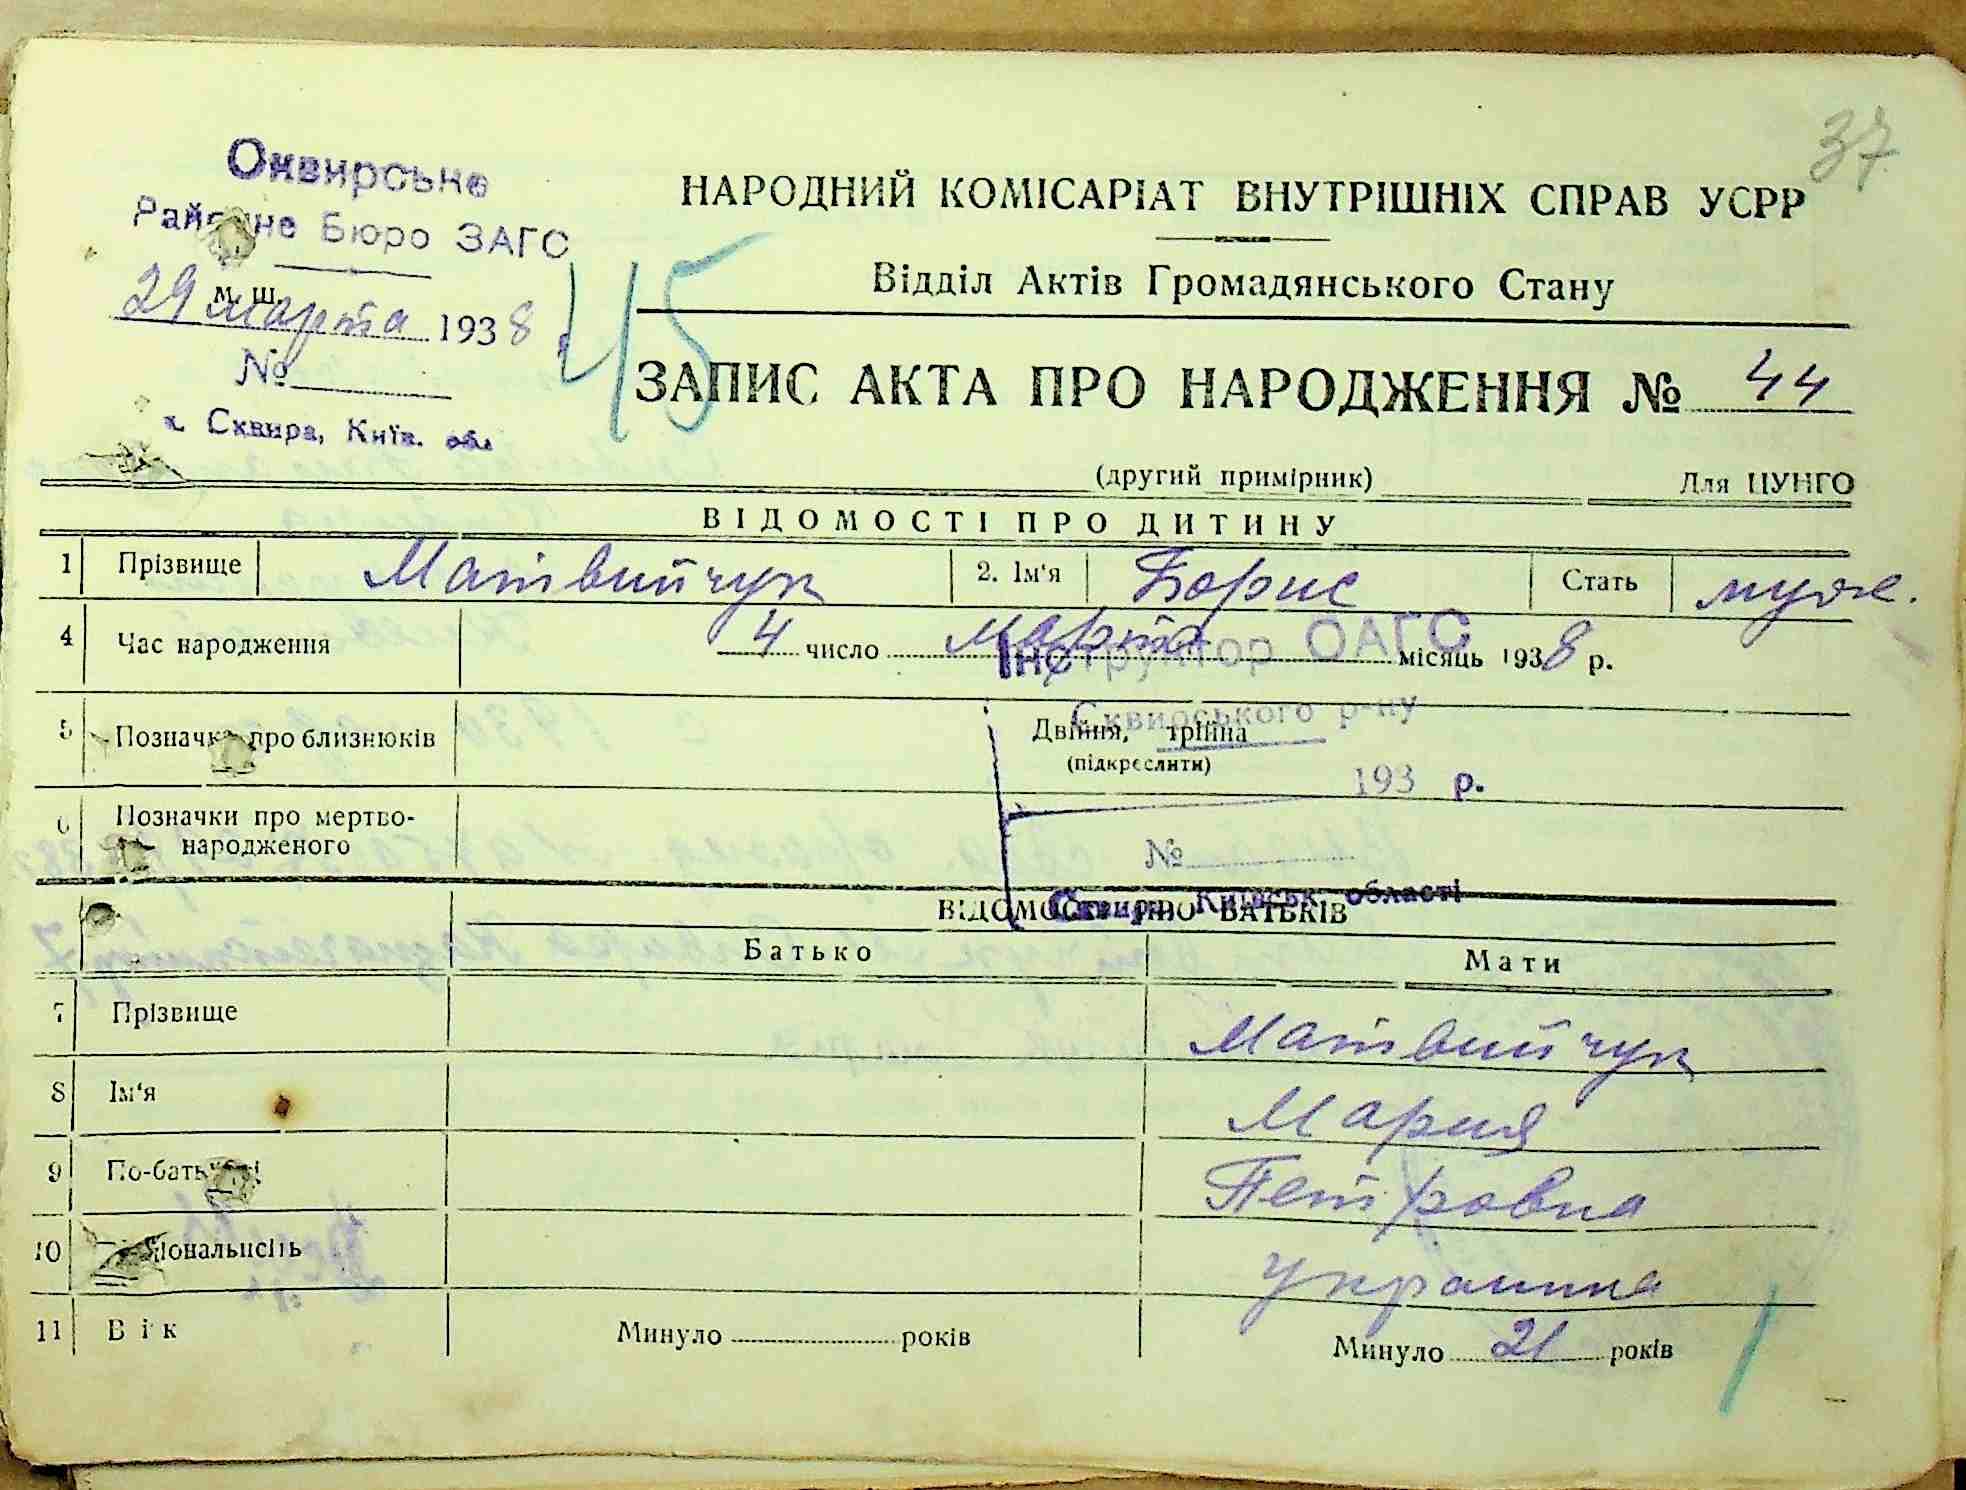 37
Сквирське
Районне Бюро ЗАГС
м. ш.
29 марта 1938
№
м. Сквира, Київ. обл
45
НАРОДНИЙ КОМІСАРІАТ ВНУТРІШНІХ СПРАВ УСРР
Відділ Актів Громадянського Стану
ЗАПИС АКТА ПРО НАРОДЖЕННЯ № 44
(другий примірник) Для ЦУНГО
ВІДОМОСТІ ПРО ДИТИНУ
1 Прізвище Матвийчук 2. Ім'я Борис Стать муж.
4 Час народження 4 число марта місяць 1938 р.
Інструктор ОАГС
Сквирського р-ну
193 р.
№
Сквира Київськ. області
5 Позначка про близнюків Двійня, трійна
(підкреслити)
6 Позначки про мертво-
народженого
ВІДОМОСТІ ПРО БАТЬКІВ
Батько Мати
7 Прізвище Матвийчук
8 Ім'я Мария
9 По-батькові Петровна
10 Національність украинка
11 Вік Минуло років Минуло 21 років